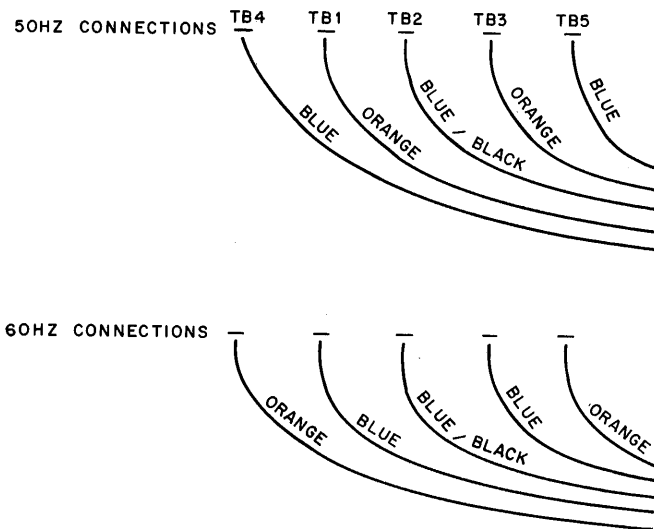 50HZ CONNECTIONS TB4 TB1 TB2 TB3 TB5
BLUE
ORANGE
BLUE / BLACK
ORANGE
BLUE
60HZ CONNECTIONS
ORANGE
BLUE
BLUE / BLACK
BLUE
ORANGE